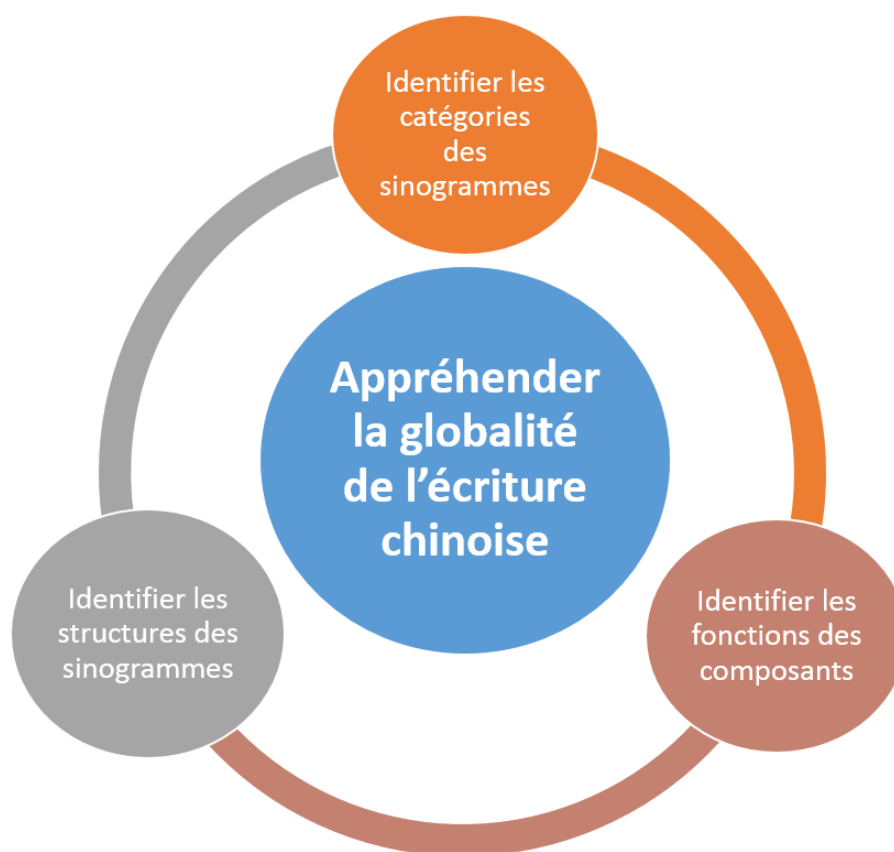 Identifier les
catégories
des
sinogrammes
Appréhender
la globalité
de l’écriture
chinoise
Identifier les
structures des
sinogrammes
Identifier les
fonctions des
composants